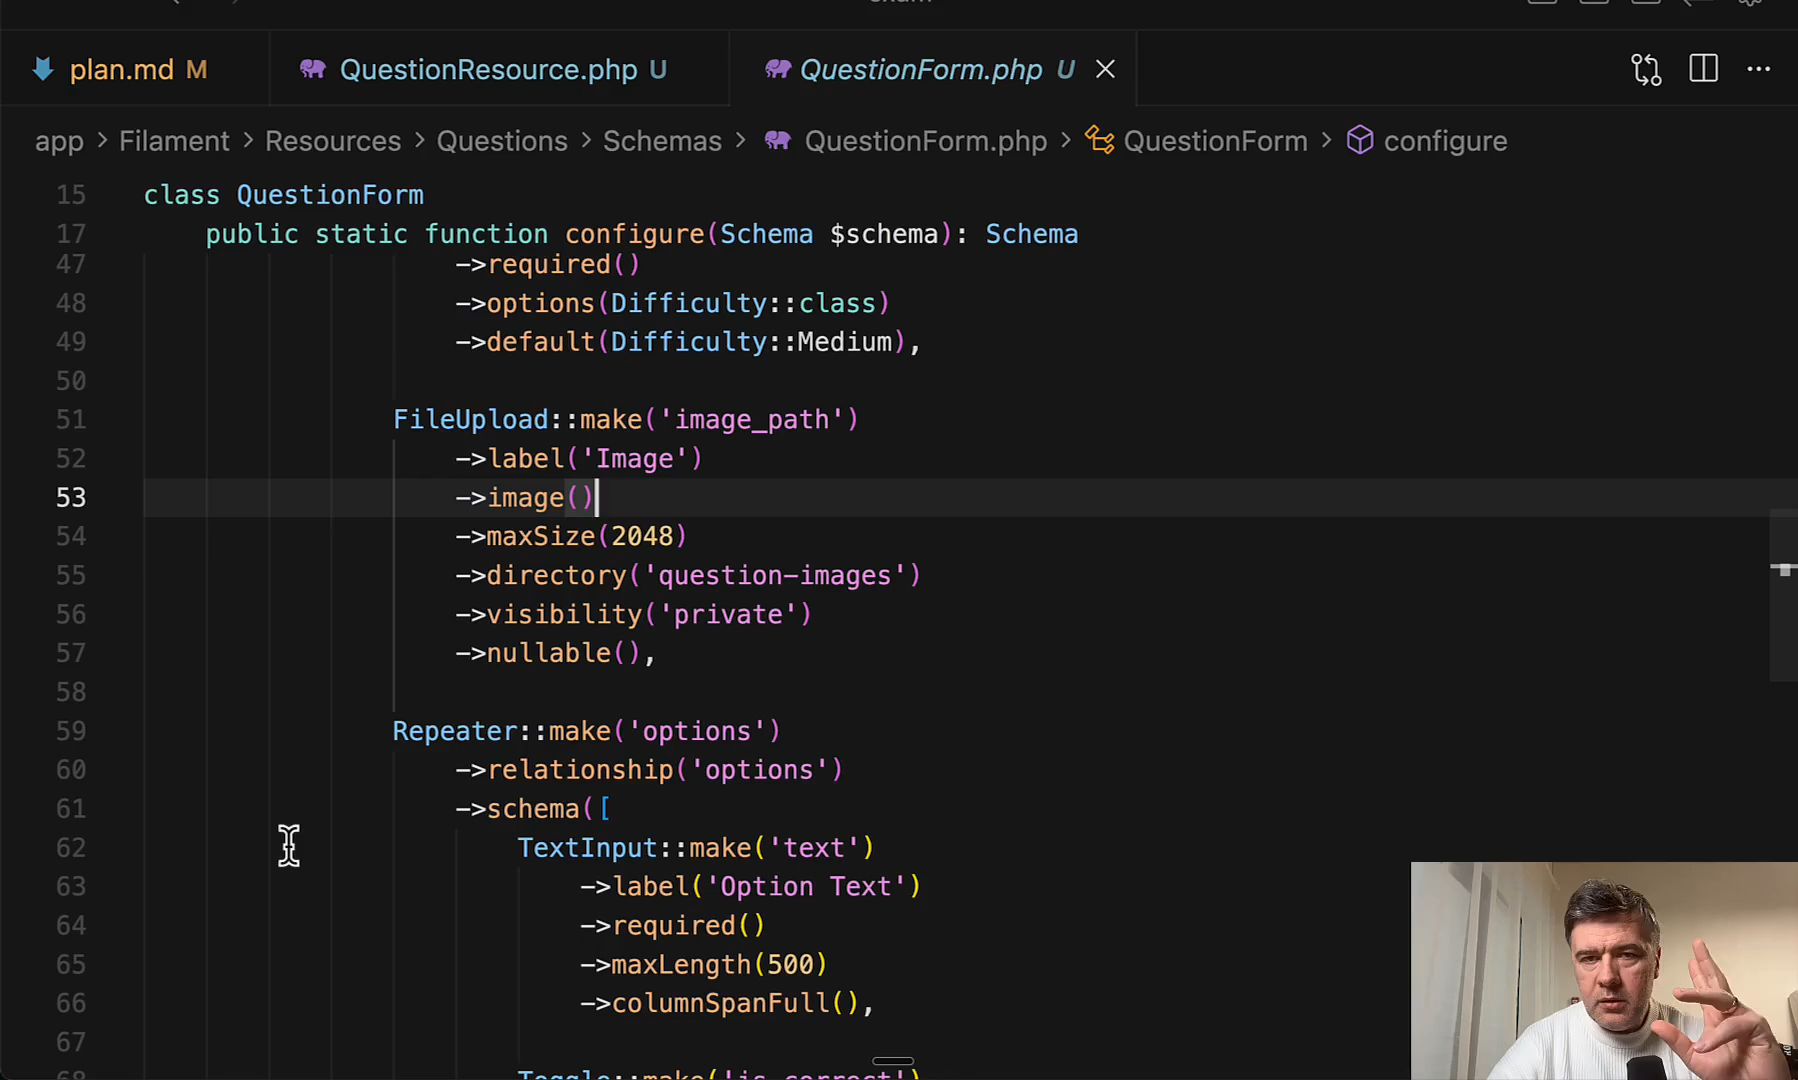 plan.md M
QuestionResource.php U
QuestionForm.php U
app > Filament > Resources > Questions > Schemas > QuestionForm.php > QuestionForm > configure
15 class QuestionForm
17 public static function configure(Schema $schema): Schema
47 ->required()
48 ->options(Difficulty::class)
49 ->default(Difficulty::Medium),
50
51 FileUpload::make('image_path')
52 ->label('Image')
53 ->image()
54 ->maxSize(2048)
55 ->directory('question-images')
56 ->visibility('private')
57 ->nullable(),
58
59 Repeater::make('options')
60 ->relationship('options')
61 ->schema([
62 TextInput::make('text')
63 ->label('Option Text')
64 ->required()
65 ->maxLength(500)
66 ->columnSpanFull(),
67
68 Toggle::make('is_correct')